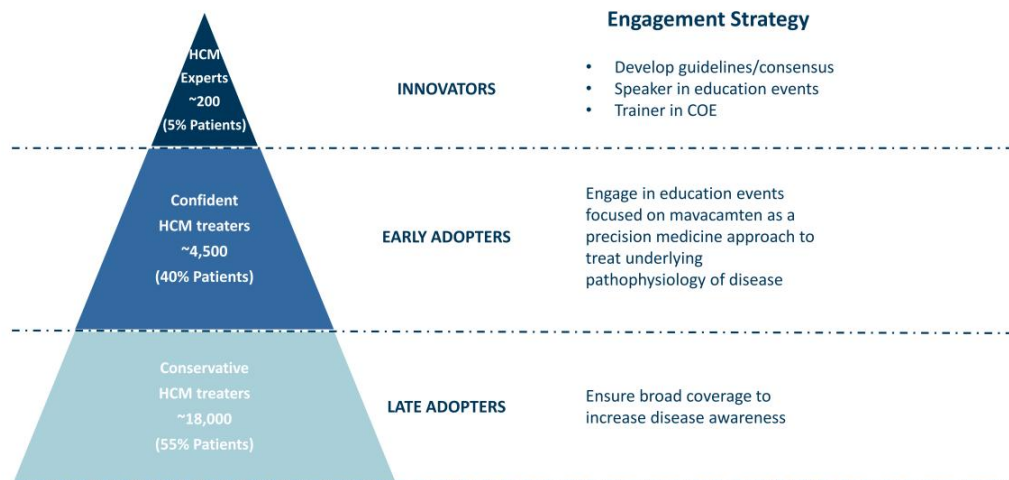 Engagement Strategy
HCM
Experts
~200
(5% Patients)
INNOVATORS
• Develop guidelines/consensus
• Speaker in education events
• Trainer in COE
Confident
HCM treaters
~4,500
(40% Patients)
EARLY ADOPTERS
Engage in education events
focused on mavacamten as a
precision medicine approach to
treat underlying
pathophysiology of disease
Conservative
HCM treaters
~18,000
(55% Patients)
LATE ADOPTERS
Ensure broad coverage to
increase disease awareness